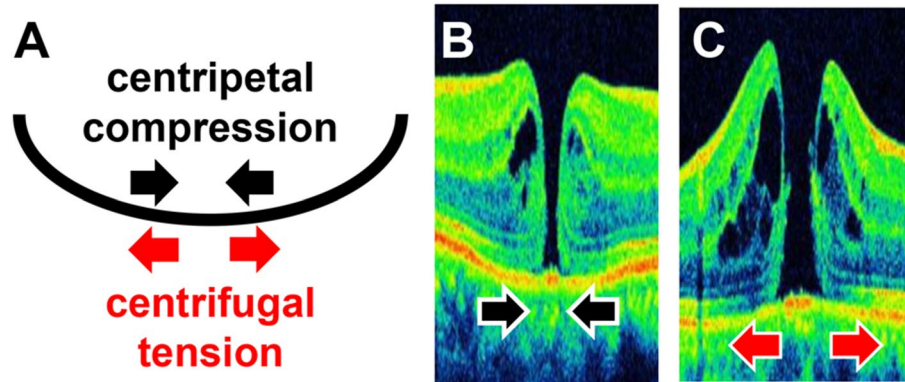 A
centripetal
compression
centrifugal
tension
B
C